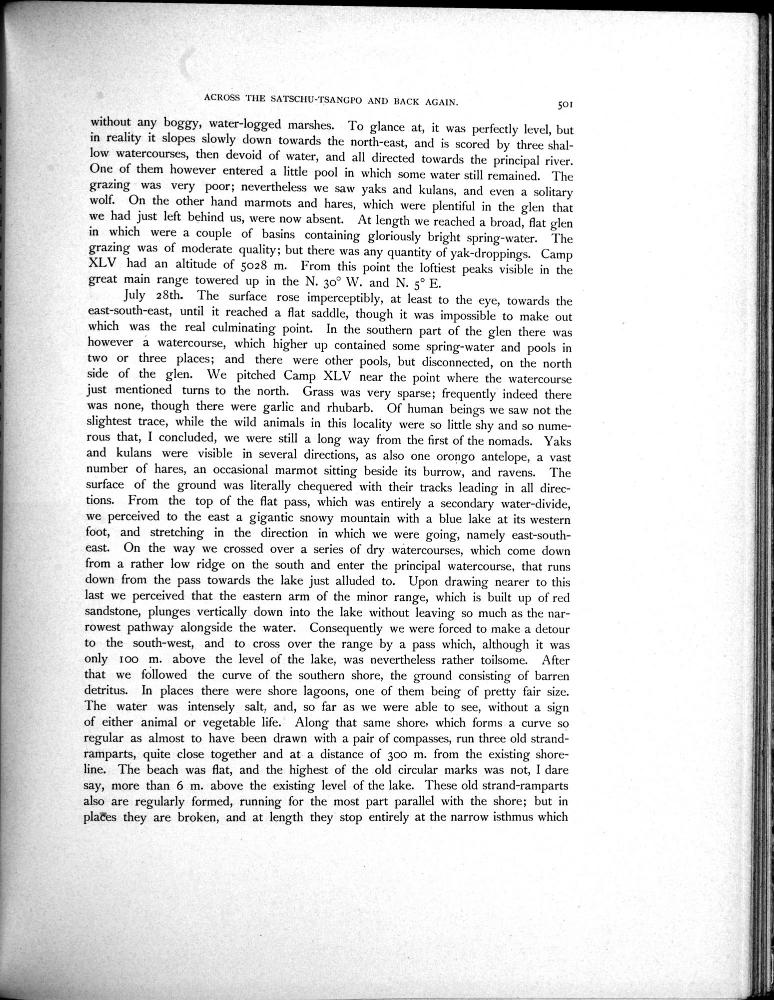 ACROSS THE SATSCHU-TSANGPO AND BACK AGAIN. 501
without any boggy, water-logged marshes. To glance at, it was perfectly level, but
in reality it slopes slowly down towards the north-east, and is scored by three shal-
low watercourses, then devoid of water, and all directed towards the principal river.
One of them however entered a little pool in which some water still remained. The
grazing was very poor; nevertheless we saw yaks and kulans, and even a solitary
wolf. On the other hand marmots and hares, which were plentiful in the glen that
we had just left behind us, were now absent. At length we reached a broad, flat glen
in which were a couple of basins containing gloriously bright spring-water. The
grazing was of moderate quality; but there was any quantity of yak-droppings. Camp
XLV had an altitude of 5028 m. From this point the loftiest peaks visible in the
great main range towered up in the N. 30° W. and N. 5° E.
July 28th. The surface rose imperceptibly, at least to the eye, towards the
east-south-east, until it reached a flat saddle, though it was impossible to make out
which was the real culminating point. In the southern part of the glen there was
however a watercourse, which higher up contained some spring-water and pools in
two or three places; and there were other pools, but disconnected, on the north
side of the glen. We pitched Camp XLV near the point where the watercourse
just mentioned turns to the north. Grass was very sparse; frequently indeed there
was none, though there were garlic and rhubarb. Of human beings we saw not the
slightest trace, while the wild animals in this locality were so little shy and so nume-
rous that, I concluded, we were still a long way from the first of the nomads. Yaks
and kulans were visible in several directions, as also one orongo antelope, a vast
number of hares, an occasional marmot sitting beside its burrow, and ravens. The
surface of the ground was literally chequered with their tracks leading in all direc-
tions. From the top of the flat pass, which was entirely a secondary water-divide,
we perceived to the east a gigantic snowy mountain with a blue lake at its western
foot, and stretching in the direction in which we were going, namely east-south-
east. On the way we crossed over a series of dry watercourses, which come down
from a rather low ridge on the south and enter the principal watercourse, that runs
down from the pass towards the lake just alluded to. Upon drawing nearer to this
last we perceived that the eastern arm of the minor range, which is built up of red
sandstone, plunges vertically down into the lake without leaving so much as the nar-
rowest pathway alongside the water. Consequently we were forced to make a detour
to the south-west, and to cross over the range by a pass which, although it was
only 100 m. above the level of the lake, was nevertheless rather toilsome. After
that we followed the curve of the southern shore, the ground consisting of barren
detritus. In places there were shore lagoons, one of them being of pretty fair size.
The water was intensely salt, and, so far as we were able to see, without a sign
of either animal or vegetable life. Along that same shore, which forms a curve so
regular as almost to have been drawn with a pair of compasses, run three old strand-
ramparts, quite close together and at a distance of 300 m. from the existing shore-
line. The beach was flat, and the highest of the old circular marks was not, I dare
say, more than 6 m. above the existing level of the lake. These old strand-ramparts
also are regularly formed, running for the most part parallel with the shore; but in
places they are broken, and at length they stop entirely at the narrow isthmus which